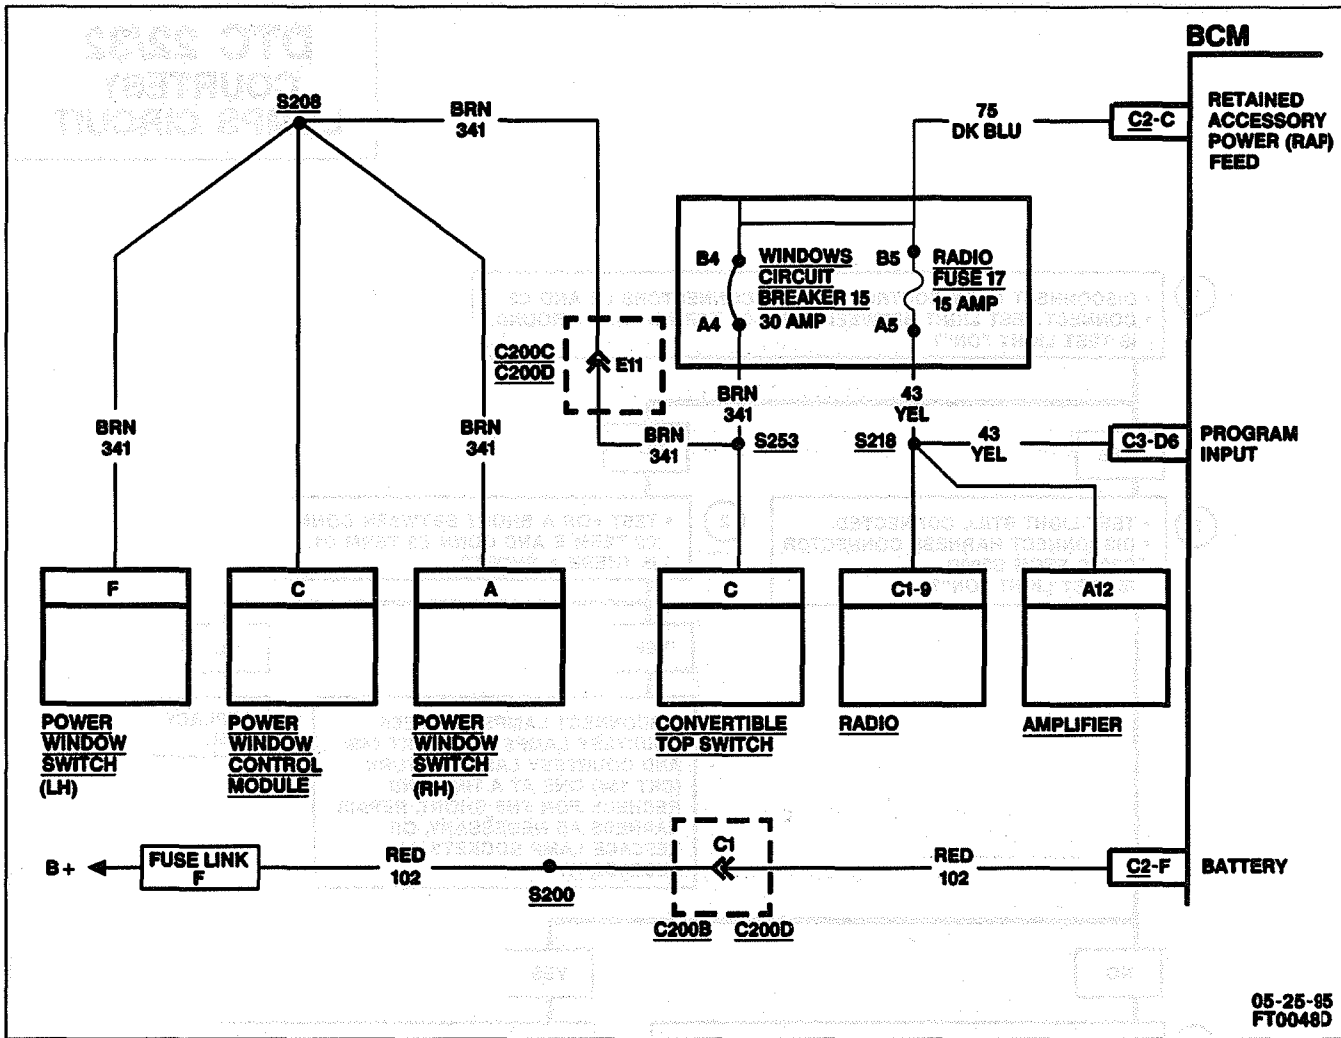 BCM
S208
BRN
341
75
DK BLU
C2-C
RETAINED
ACCESSORY
POWER (RAP)
FEED
B4
WINDOWS
CIRCUIT
BREAKER 15
30 AMP
A4
B5
RADIO
FUSE 17
15 AMP
A5
C200C
C200D
E11
BRN
341
BRN
341
BRN
341
BRN
341
S253
43
YEL
S218
43
YEL
C3-D6
PROGRAM
INPUT
F
C
A
C
C1-9
A12
POWER
WINDOW
SWITCH
(LH)
POWER
WINDOW
CONTROL
MODULE
POWER
WINDOW
SWITCH
(RH)
CONVERTIBLE
TOP SWITCH
RADIO
AMPLIFIER
B+
FUSE LINK
F
RED
102
S200
C1
C200B
C200D
RED
102
C2-F
BATTERY
05-25-95
FT0048D